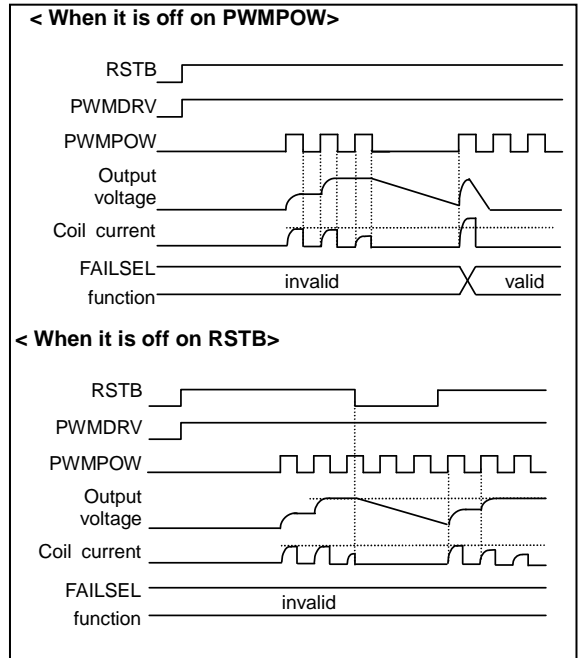 < When it is off on PWMPOW>
RSTB
PWMDRV
PWMPOW
Output
voltage
Coil current
FAILSEL
function
invalid
valid
< When it is off on RSTB>
RSTB
PWMDRV
PWMPOW
Output
voltage
Coil current
FAILSEL
function
invalid